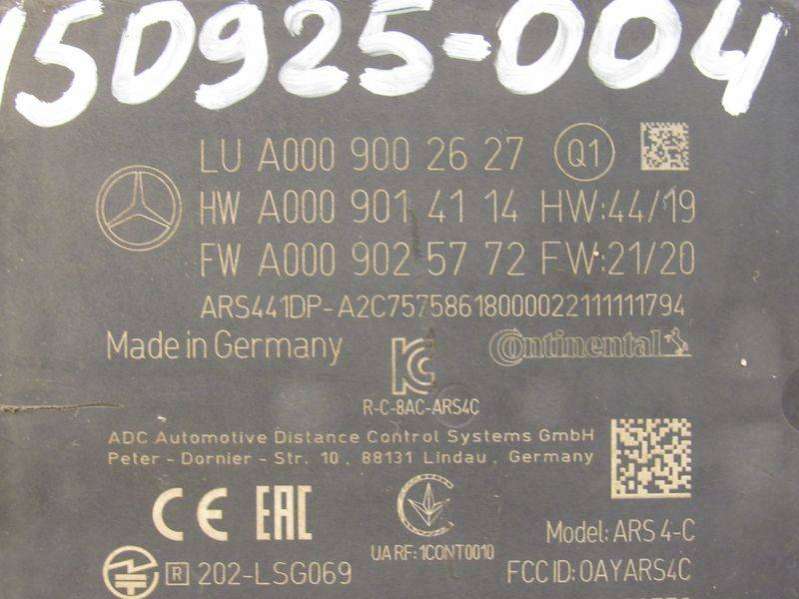 150925-004
LU A000 900 26 27 Q1
HW A000 901 41 14 HW:44/19
FW A000 902 57 72 FW:21/20
ARS441DP-A2C7575861800022111111794
Made in Germany Continental
R-C-8AC-ARS4C
ADC Automotive Distance Control Systems GmbH
Peter - Dornier - Str. 10 , 88131 Lindau , Germany
CE EAC
UA RF: 1CONT0010
Model: ARS 4-C
R 202-LSG069
FCC ID: OAYARS4C